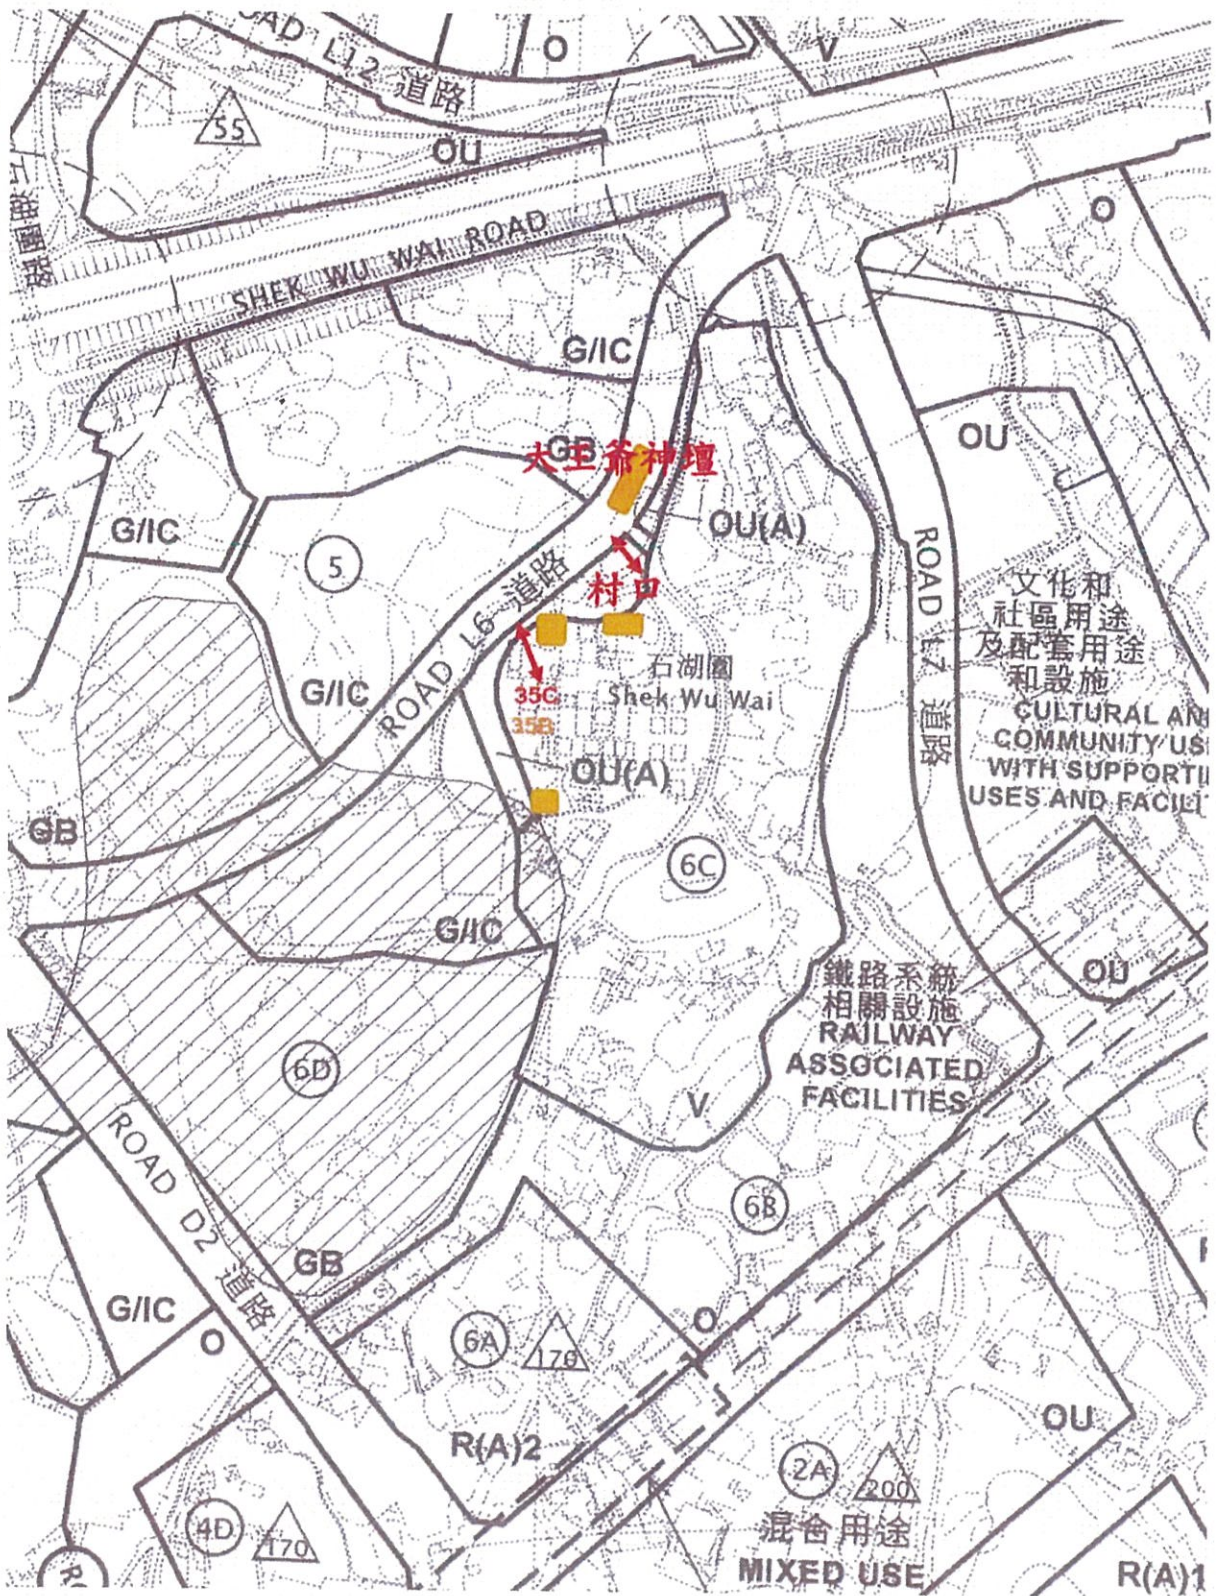 ROAD L12 道路
O
V
55
OU
SHEK WU WAI ROAD
O
G/IC
GB
大王爺神壇
OU
G/IC
5
OU(A)
村口
ROAD L6 道路
ROAD L7 道路
文化和
社區用途
及配套用途
和設施
CULTURAL AN
COMMUNITY US
WITH SUPPORTI
USES AND FACILI
石湖圍
Shek Wu Wai
G/IC
35C
35B
OU(A)
GB
6C
G/IC
OU
鐵路系統
相關設施
RAILWAY
ASSOCIATED
FACILITIES
6D
V
ROAD D2 道路
6B
GB
G/IC
O
6A
170
O
R(A)2
OU
2A
200
4D
170
混合用途
MIXED USE
R(A)1